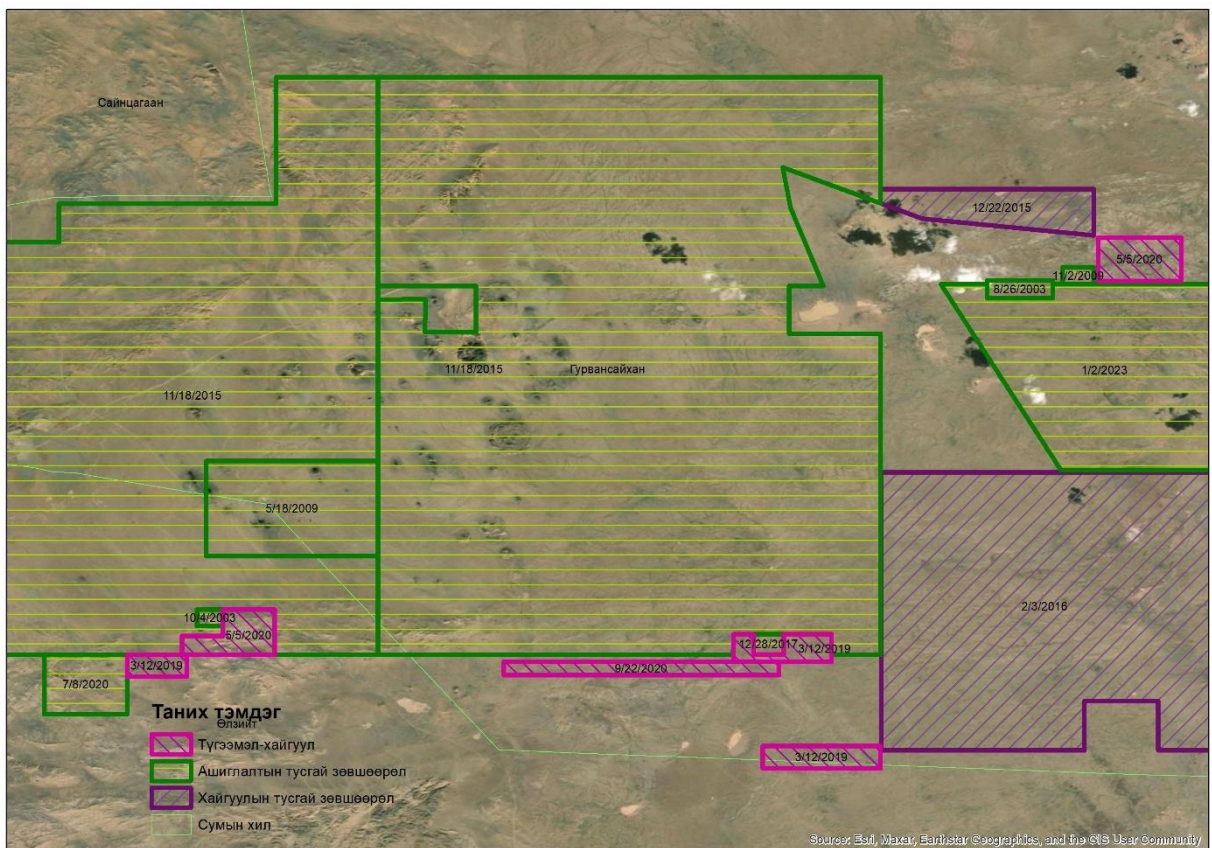 Сайнцагаан
12/22/2015
5/5/2020
11/2/2009
8/26/2003
11/18/2015
Гурвансайхан
1/2/2023
11/18/2015
5/18/2009
2/3/2016
10/4/2003
5/5/2020
12/28/2017
3/12/2019
3/12/2019
9/22/2020
7/8/2020
Таних тэмдэг
Өлзийт
Түгээмэл-хайгуул
3/12/2019
Ашиглалтын тусгай зөвшөөрөл
Хайгуулын тусгай зөвшөөрөл
Сумын хил
Source: Esri, Maxar, Earthstar Geographics, and the GIS User Community